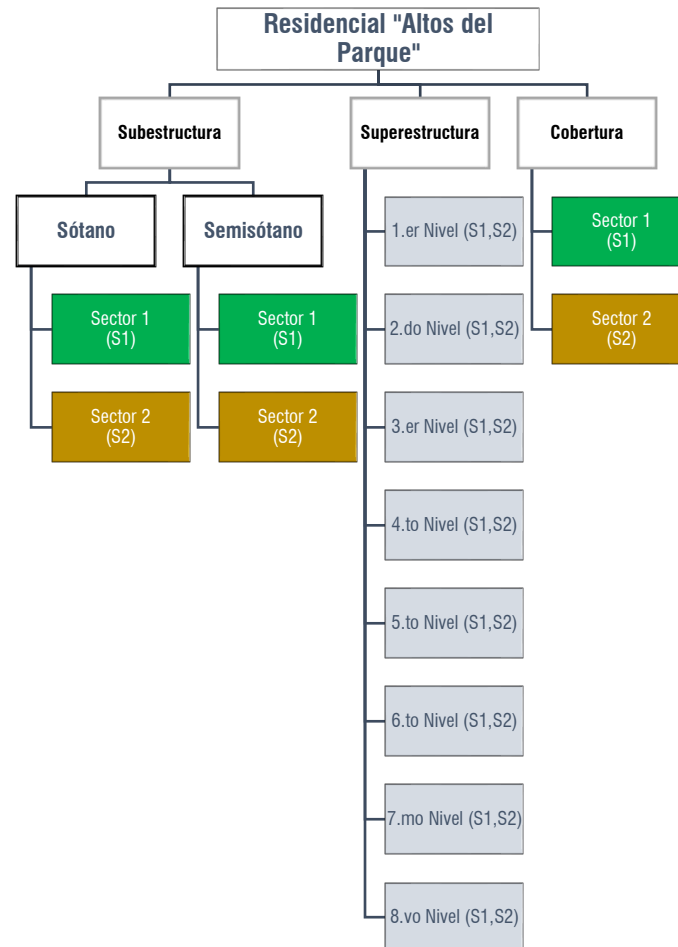 Residencial "Altos del
Parque"
Subestructura
Superestructura
Cobertura
Sótano
Semisótano
Sector 1
(S1)
Sector 2
(S2)
Sector 1
(S1)
Sector 2
(S2)
1.er Nivel (S1,S2)
2.do Nivel (S1,S2)
3.er Nivel (S1,S2)
4.to Nivel (S1,S2)
5.to Nivel (S1,S2)
6.to Nivel (S1,S2)
7.mo Nivel (S1,S2)
8.vo Nivel (S1,S2)
Sector 1
(S1)
Sector 2
(S2)